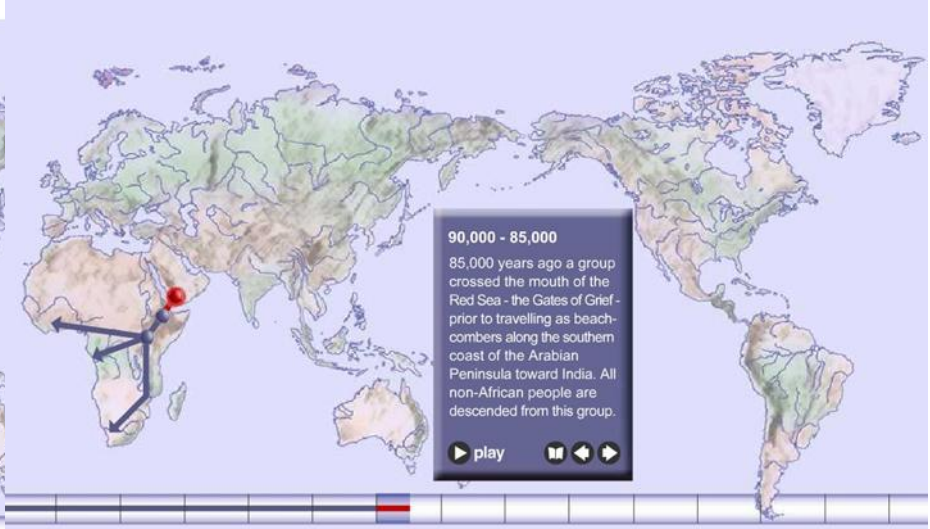 90,000 - 85,000
85,000 years ago a group
crossed the mouth of the
Red Sea - the Gates of Grief -
prior to travelling as beach-
combers along the southern
coast of the Arabian
Peninsula toward India. All
non-African people are
descended from this group.
play